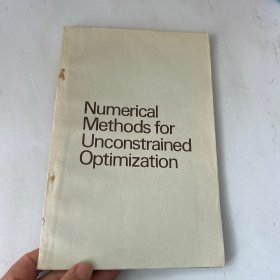 Numerical
Methods for
Unconstrained
Optimization